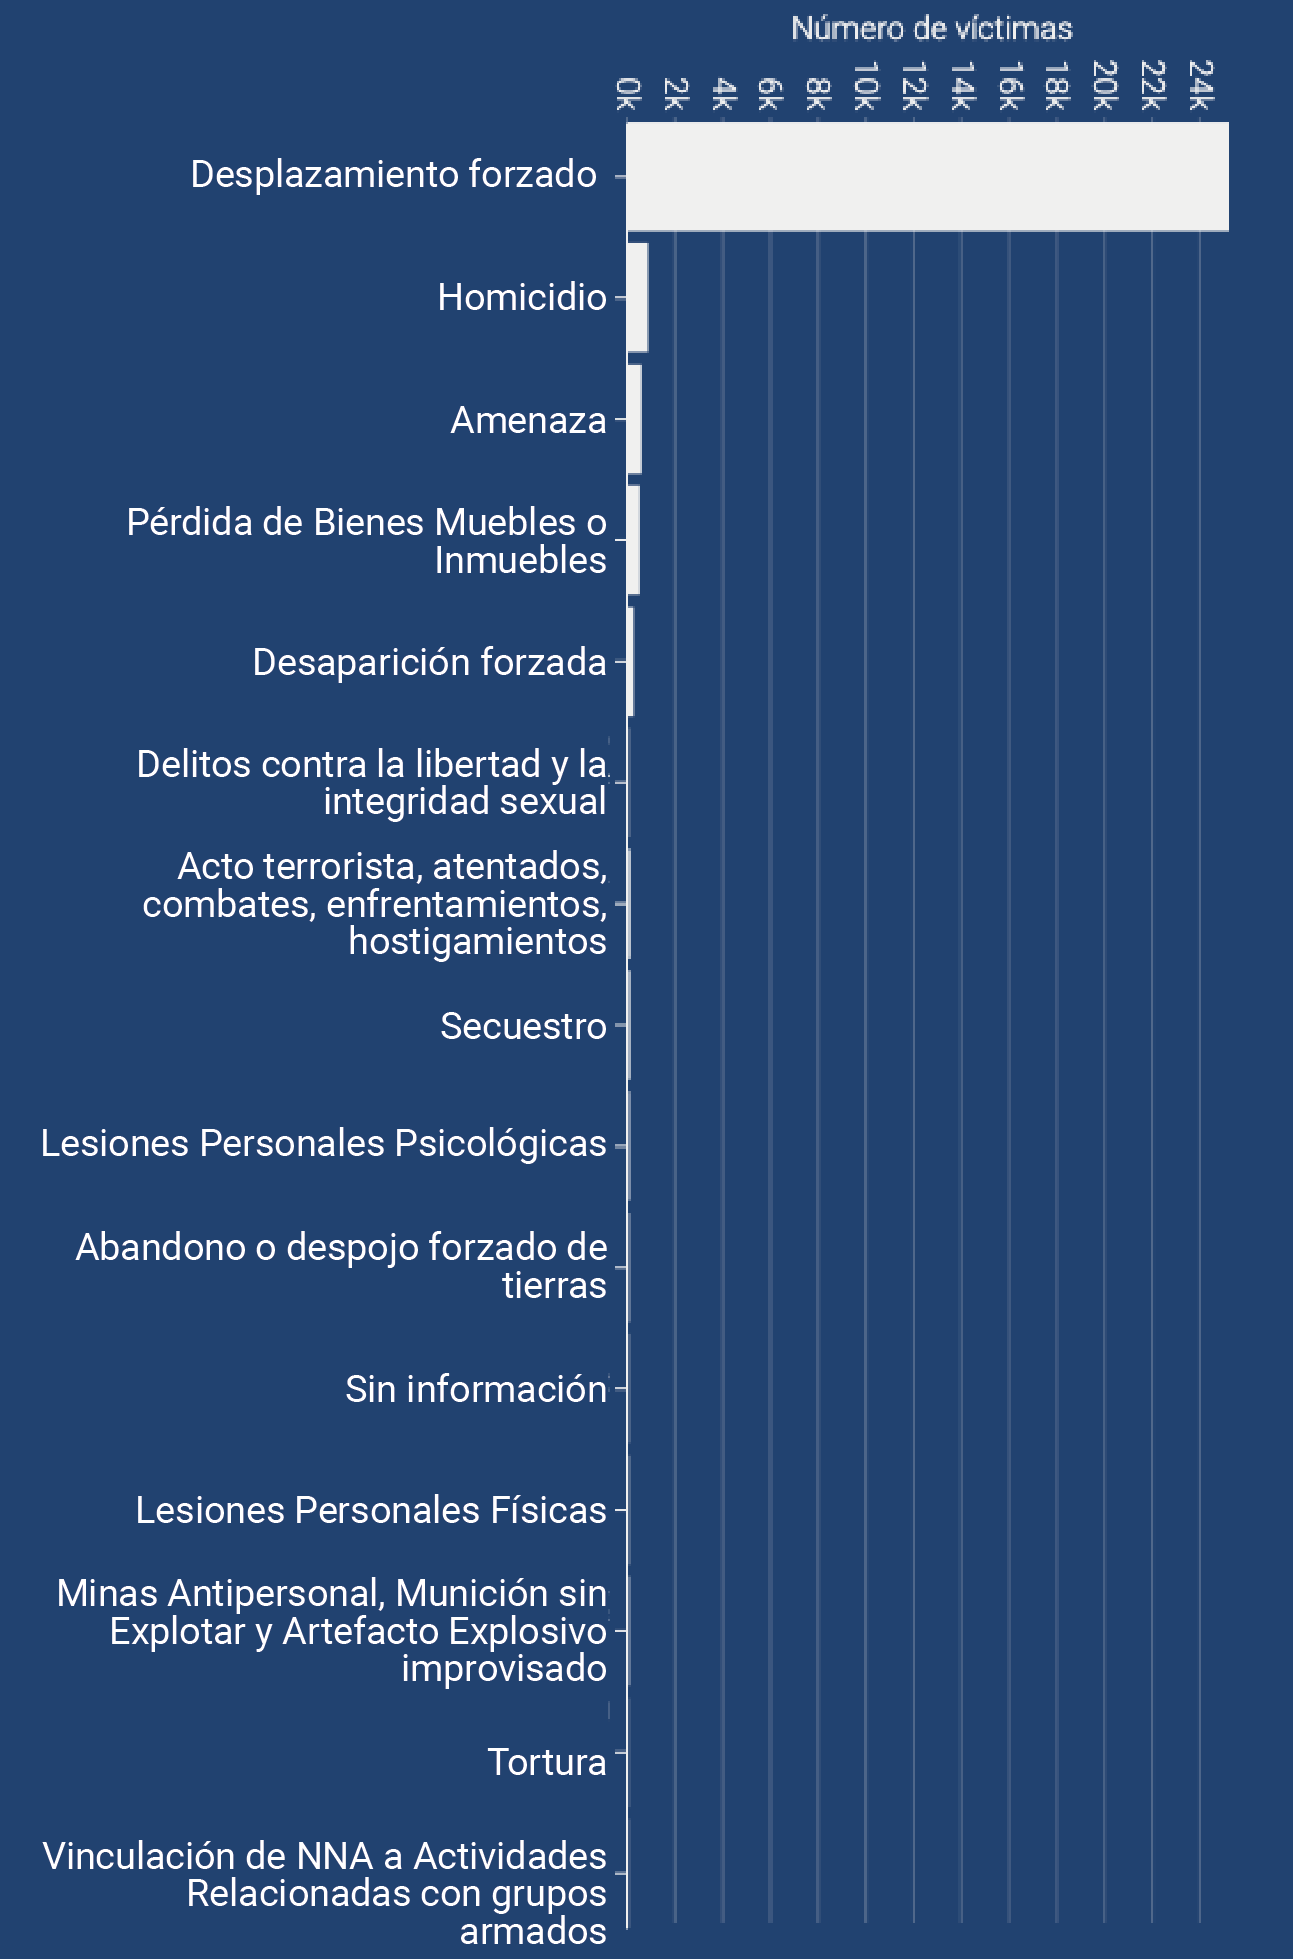 Número de víctimas
0k 2k 4k 6k 8k 10k 12k 14k 16k 18k 20k 22k 24k
Desplazamiento forzado
Homicidio
Amenaza
Pérdida de Bienes Muebles o
Inmuebles
Desaparición forzada
Delitos contra la libertad y la
integridad sexual
Acto terrorista, atentados,
combates, enfrentamientos,
hostigamientos
Secuestro
Lesiones Personales Psicológicas
Abandono o despojo forzado de
tierras
Sin información
Lesiones Personales Físicas
Minas Antipersonal, Munición sin
Explotar y Artefacto Explosivo
improvisado
Tortura
Vinculación de NNA a Actividades
Relacionadas con grupos
armados